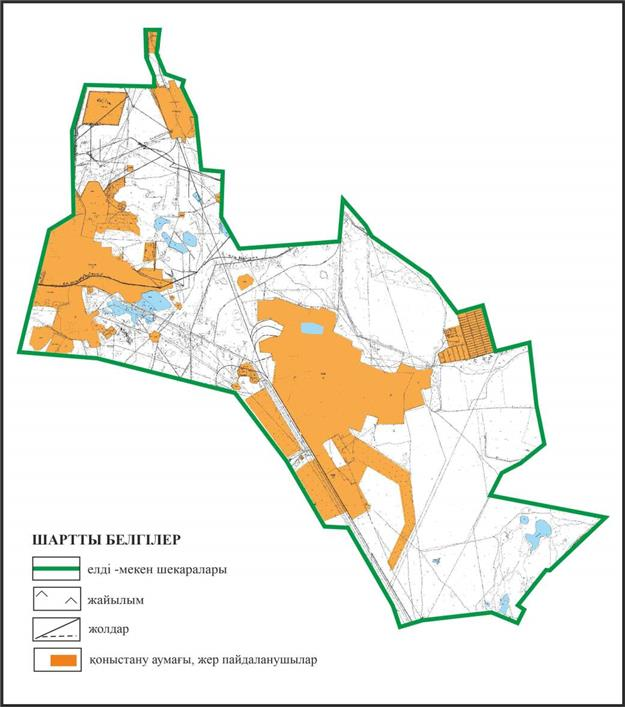 ШАРТТЫ БЕЛГІЛЕР
елді -мекен шекаралары
жайылым
жолдар
қоныстану аумағы, жер пайдаланушылар